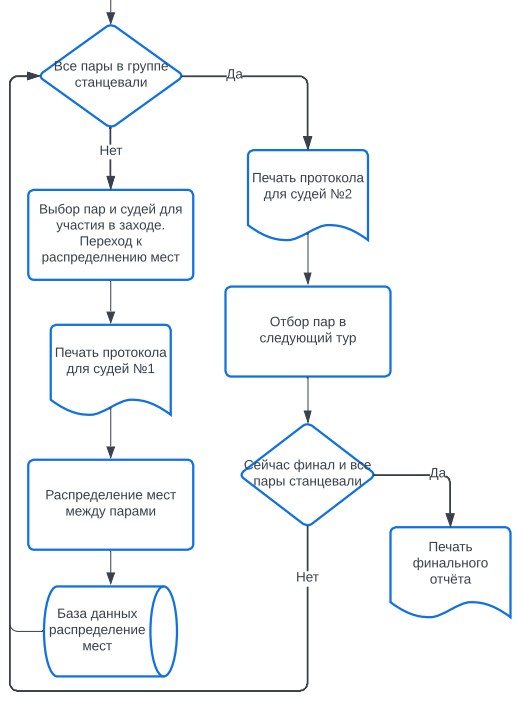 Все пары в группе
станцевали
Да
Нет
Выбор пар и судей для
участия в заходе.
Переход к
распределнению мест
Печать протокола
для судей №1
Распределение мест
между парами
База данных
распределение
мест
Печать протокола
для судей №2
Отбор пар в
следующий тур
Сейчас финал и все
пары станцевали
Да
Нет
Печать
финального
отчёта